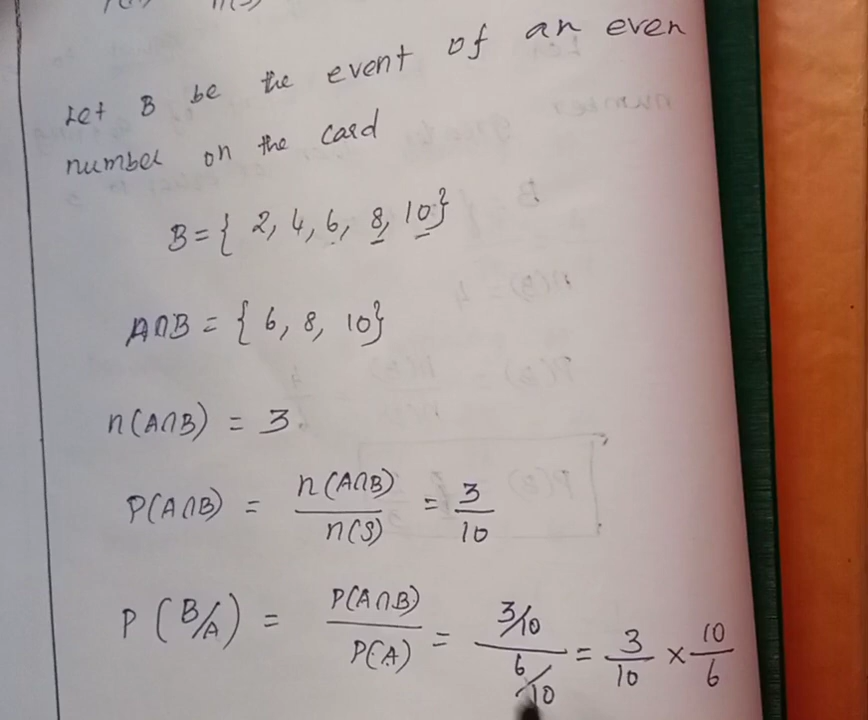 Let B be the event of an even
number on the card
B = { 2, 4, 6, 8, 10}
A∩B = { 6, 8, 10}
n(A∩B) = 3
P(A∩B) = n(A∩B) / n(S) = 3/10
P (B/A) = P(A∩B) / P(A) = 3/10 / 6/10 = 3/10 × 10/6